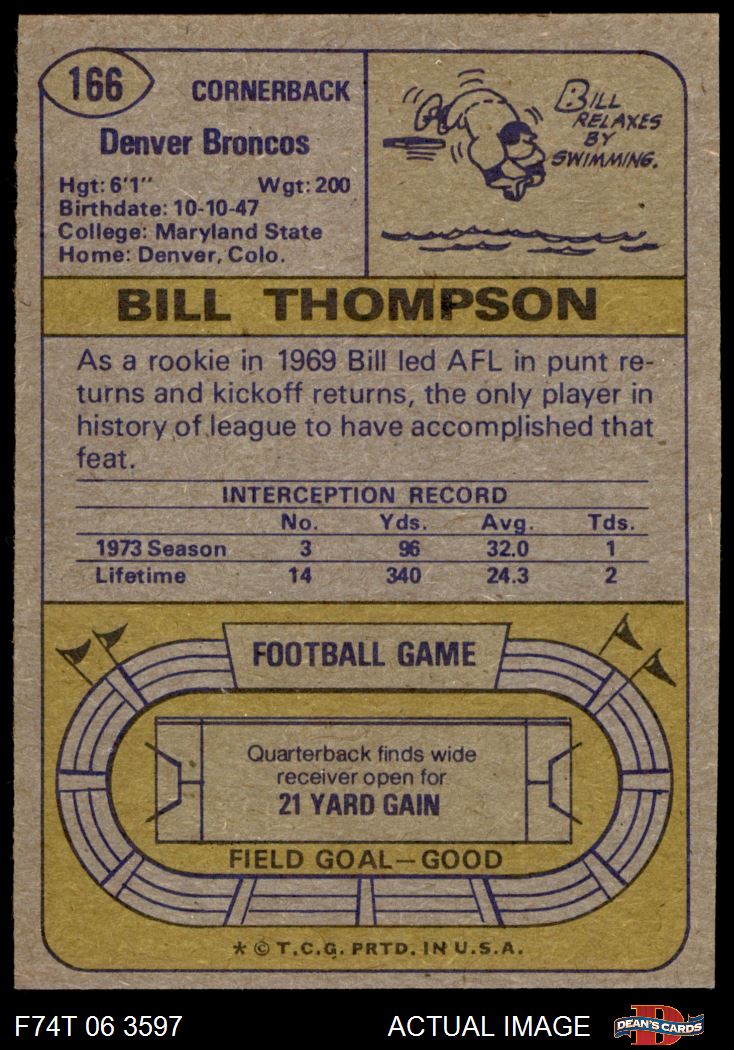 166
CORNERBACK
Denver Broncos
Hgt: 6'1"  Wgt: 200
Birthdate: 10-10-47
College: Maryland State
Home: Denver, Colo.
BILL
RELAXES
BY
SWIMMING.
BILL THOMPSON
As a rookie in 1969 Bill led AFL in punt re-
turns and kickoff returns, the only player in
history of league to have accomplished that
feat.
INTERCEPTION RECORD
No. Yds. Avg. Tds.
1973 Season 3 96 32.0 1
Lifetime 14 340 24.3 2
FOOTBALL GAME
Quarterback finds wide
receiver open for
21 YARD GAIN
FIELD GOAL—GOOD
* © T.C.G. PRTD. IN U.S.A.
F74T 06 3597
ACTUAL IMAGE
D
DEAN'S CARDS